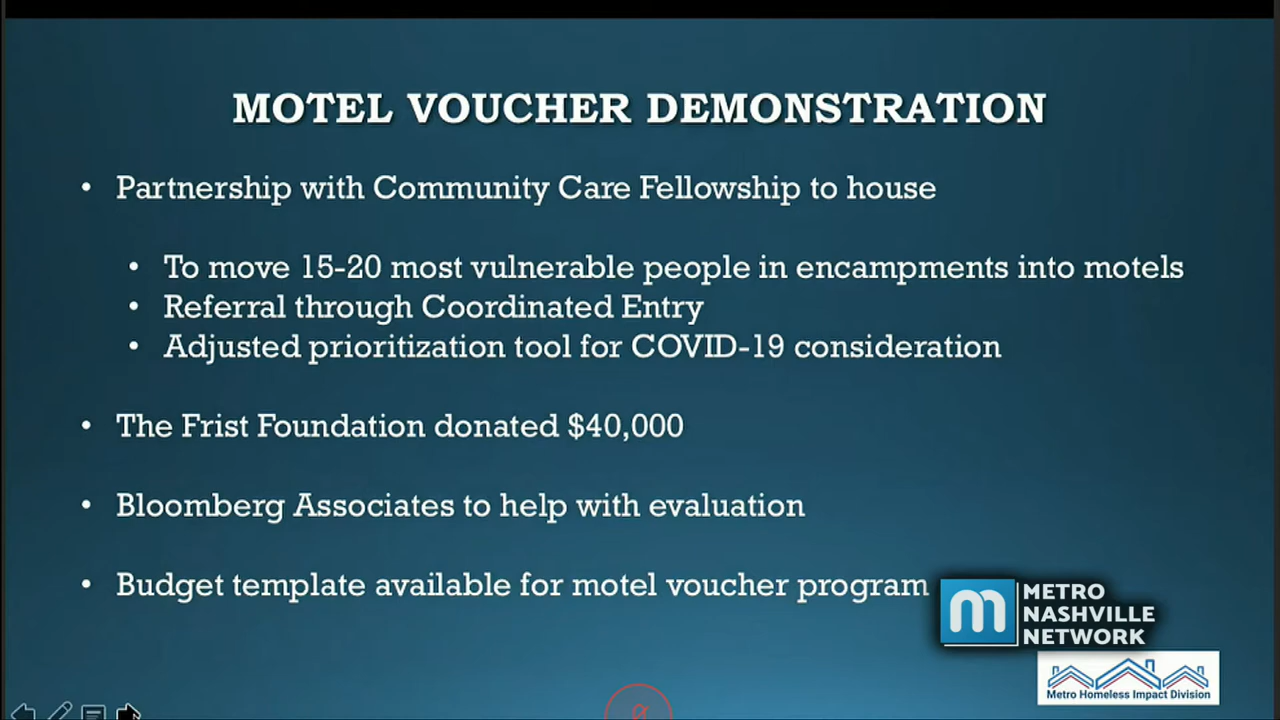 MOTEL VOUCHER DEMONSTRATION
• Partnership with Community Care Fellowship to house
• To move 15-20 most vulnerable people in encampments into motels
• Referral through Coordinated Entry
• Adjusted prioritization tool for COVID-19 consideration
• The Frist Foundation donated $40,000
• Bloomberg Associates to help with evaluation
• Budget template available for motel voucher program
m
METRO
NASHVILLE
NETWORK
Metro Homeless Impact Division